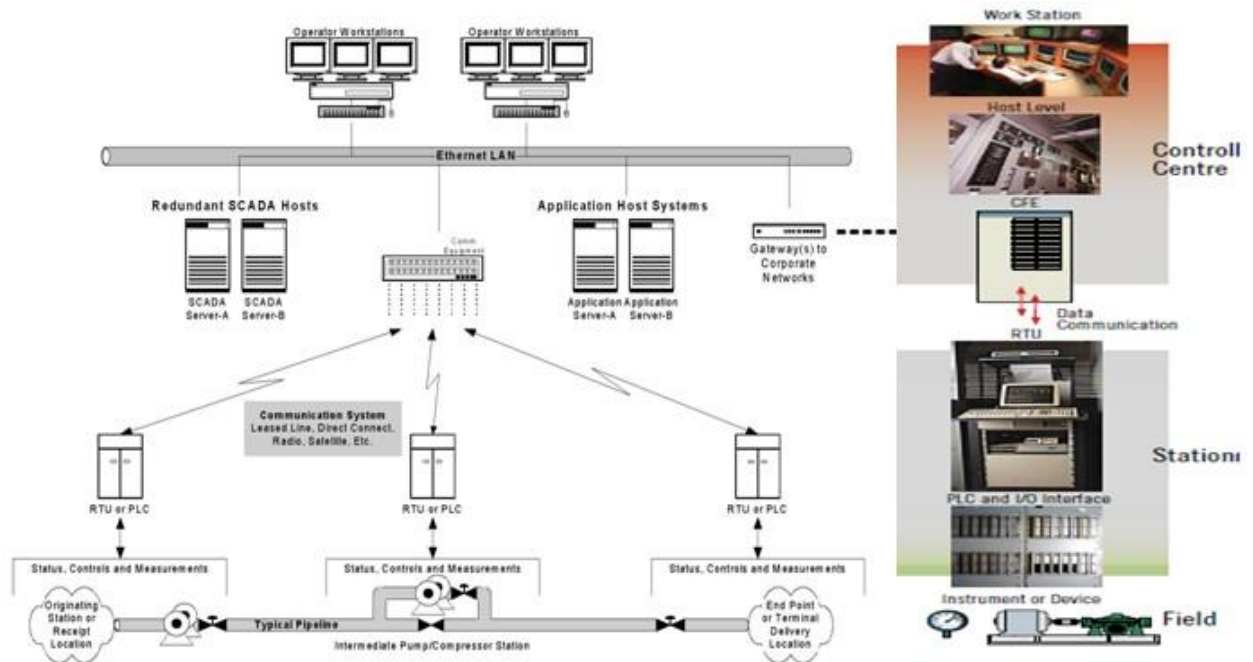 Operator Workstations
Operator Workstations
Ethernet LAN
Redundant SCADA Hosts
Application Host Systems
Comm
Equipment
SCADA
Server-A
SCADA
Server-B
Application
Server-A
Application
Server-B
Gateway(s) to
Corporate
Networks
Communication System
Leased Line, Direct Connect,
Radio, Satellite, Etc.
RTU or PLC
RTU or PLC
RTU or PLC
Status, Controls and Measurements
Status, Controls and Measurements
Status, Controls and Measurements
Originating
Station or
Receipt
Location
Typical Pipeline
Intermediate Pump/Compressor Station
End Point
or Terminal
Delivery
Location
Work Station
Host Level
Controll
Centre
CFE
Data
Communication
RTU
Station
PLC and I/O Interface
Instrument or Device
Field